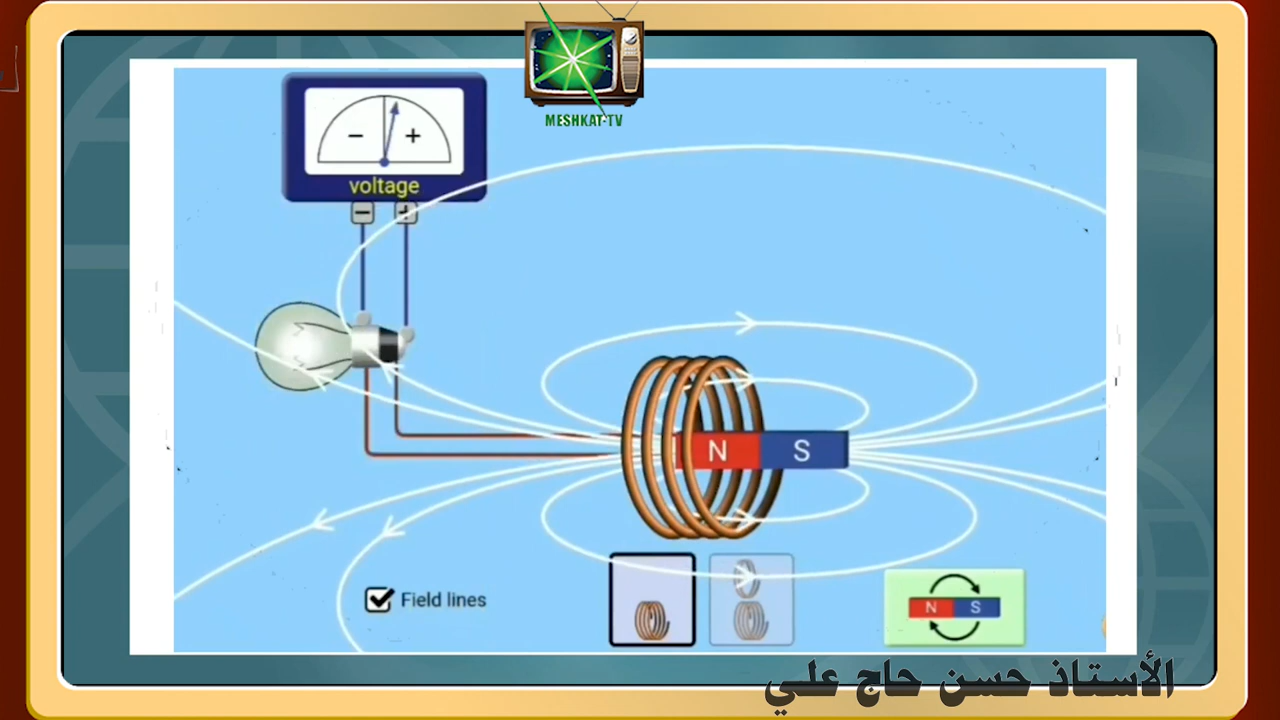 MESHKAT-TV
− +
voltage
− +
N S
Field lines
N S
الأستاذ حسن حاج علي